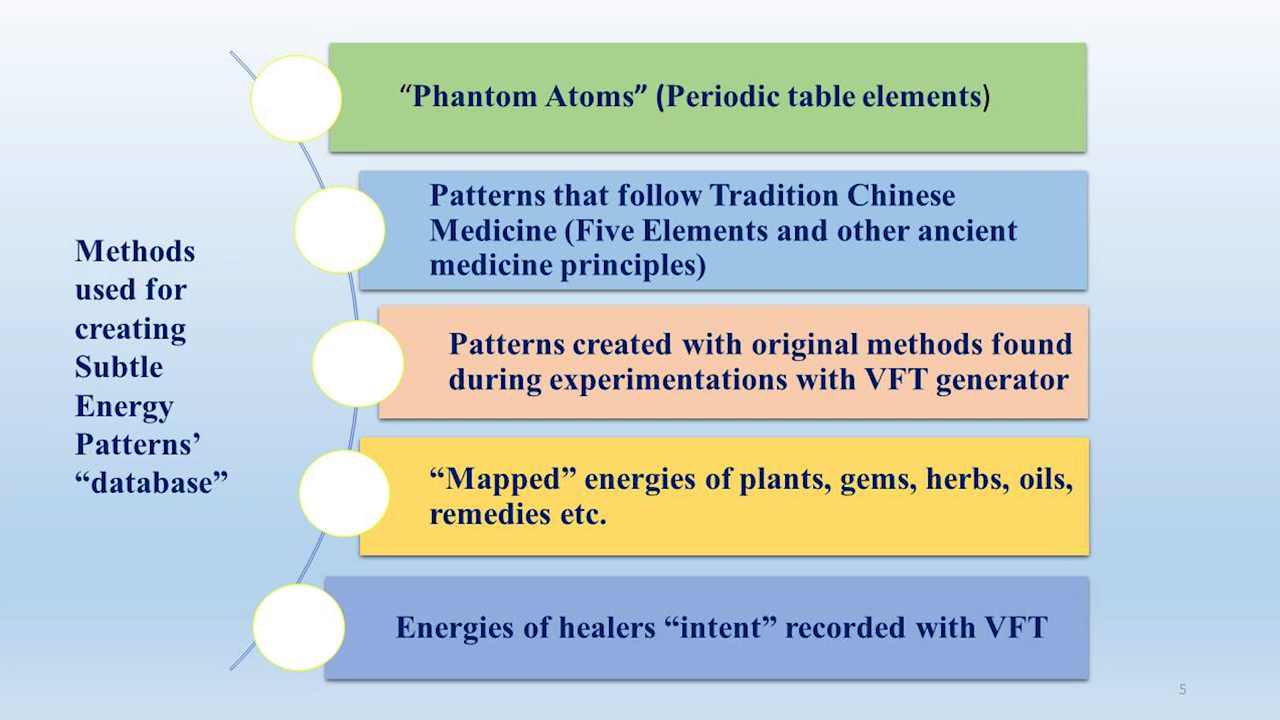 Methods
used for
creating
Subtle
Energy
Patterns’
“database”
“Phantom Atoms” (Periodic table elements)
Patterns that follow Tradition Chinese
Medicine (Five Elements and other ancient
medicine principles)
Patterns created with original methods found
during experimentations with VFT generator
“Mapped” energies of plants, gems, herbs, oils,
remedies etc.
Energies of healers “intent” recorded with VFT
5